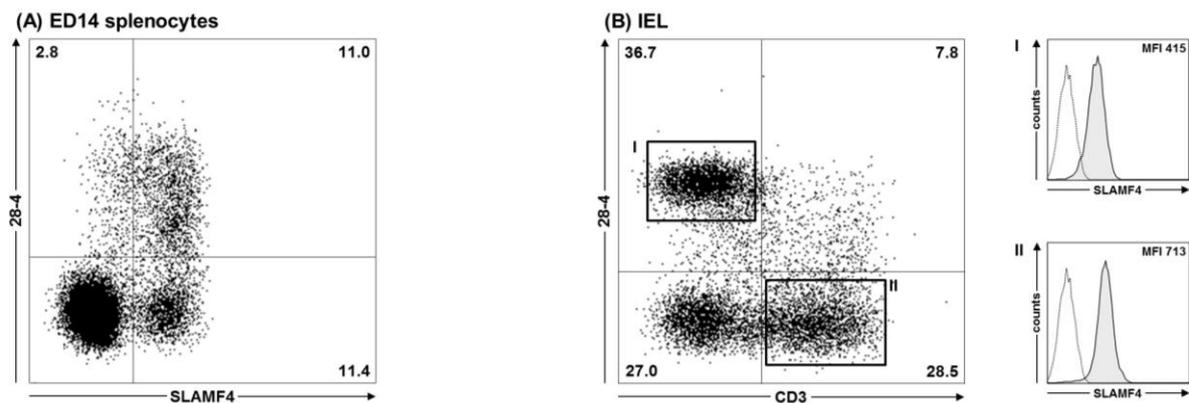 (A) ED14 splenocytes
2.8
11.0
28-4
11.4
SLAMF4
(B) IEL
36.7
7.8
I
28-4
II
27.0
28.5
CD3
I
MFI 415
counts
SLAMF4
II
MFI 713
counts
SLAMF4